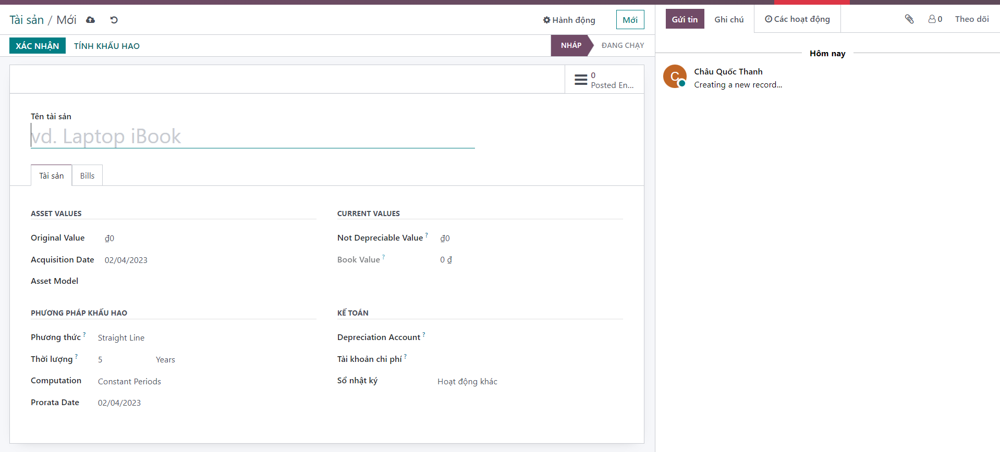 Tài sản / Mới
Hành động
Mới
XÁC NHẬN
TÍNH KHẤU HAO
NHÁP
ĐANG CHẠY
0
Posted En...
Tên tài sản
vd. Laptop iBook
Tài sản
Bills
ASSET VALUES
Original Value ₫0
Acquisition Date 02/04/2023
Asset Model
CURRENT VALUES
Not Depreciable Value ? ₫0
Book Value ? 0 ₫
PHƯƠNG PHÁP KHẤU HAO
Phương thức ? Straight Line
Thời lượng ? 5 Years
Computation Constant Periods
Prorata Date 02/04/2023
KẾ TOÁN
Depreciation Account ?
Tài khoản chi phí ?
Sổ nhật ký Hoạt động khác
Gửi tin
Ghi chú
Các hoạt động
0
Theo dõi
Hôm nay
C
Châu Quốc Thanh
Creating a new record...